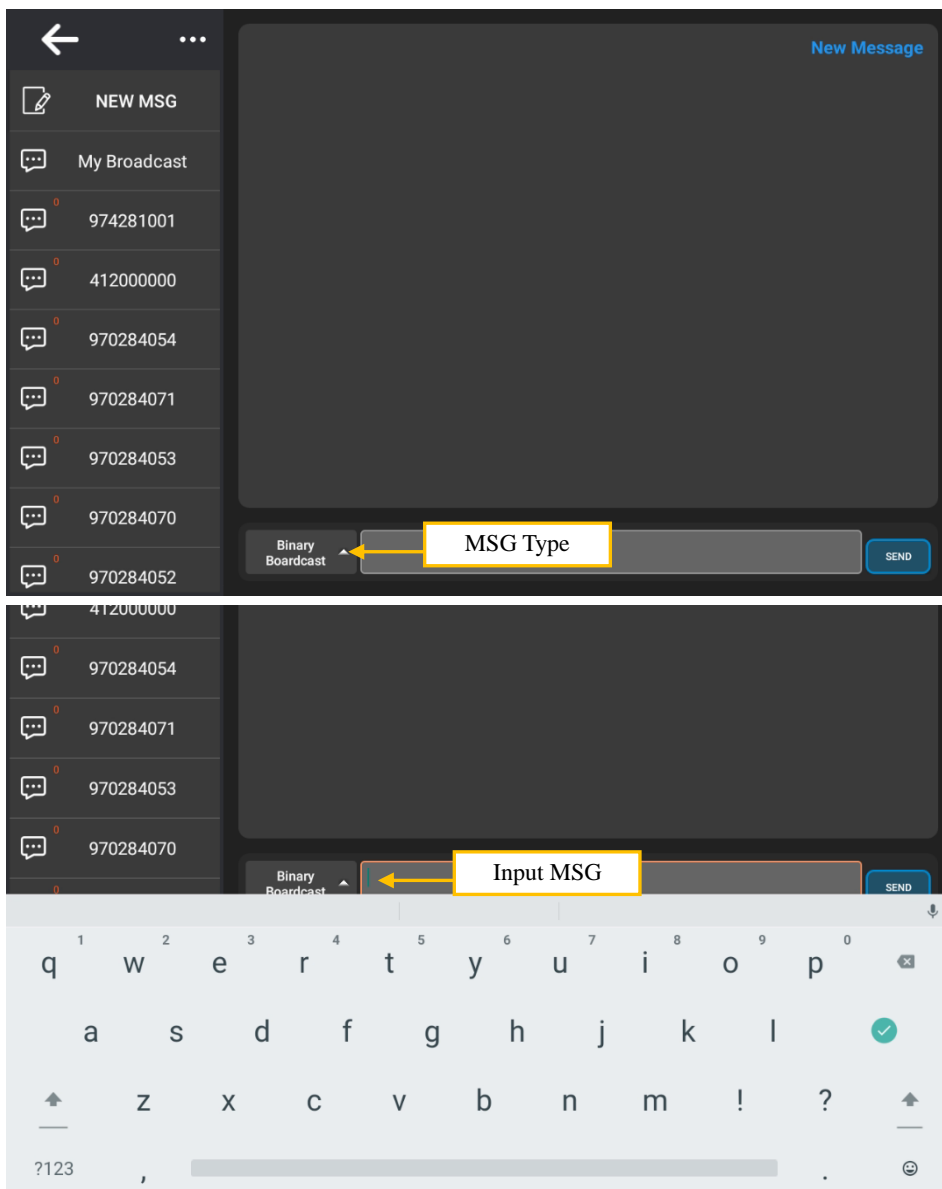 New Message
NEW MSG
My Broadcast
0
974281001
0
412000000
0
970284054
0
970284071
0
970284053
0
970284070
0
970284052
Binary
Boardcast
MSG Type
SEND
412000000
0
970284054
0
970284071
0
970284053
0
970284070
0
Binary
Boardcast
Input MSG
SEND
1 2 3 4 5 6 7 8 9 0
q w e r t y u i o p
a s d f g h j k l
z x c v b n m ! ?
?123 , .